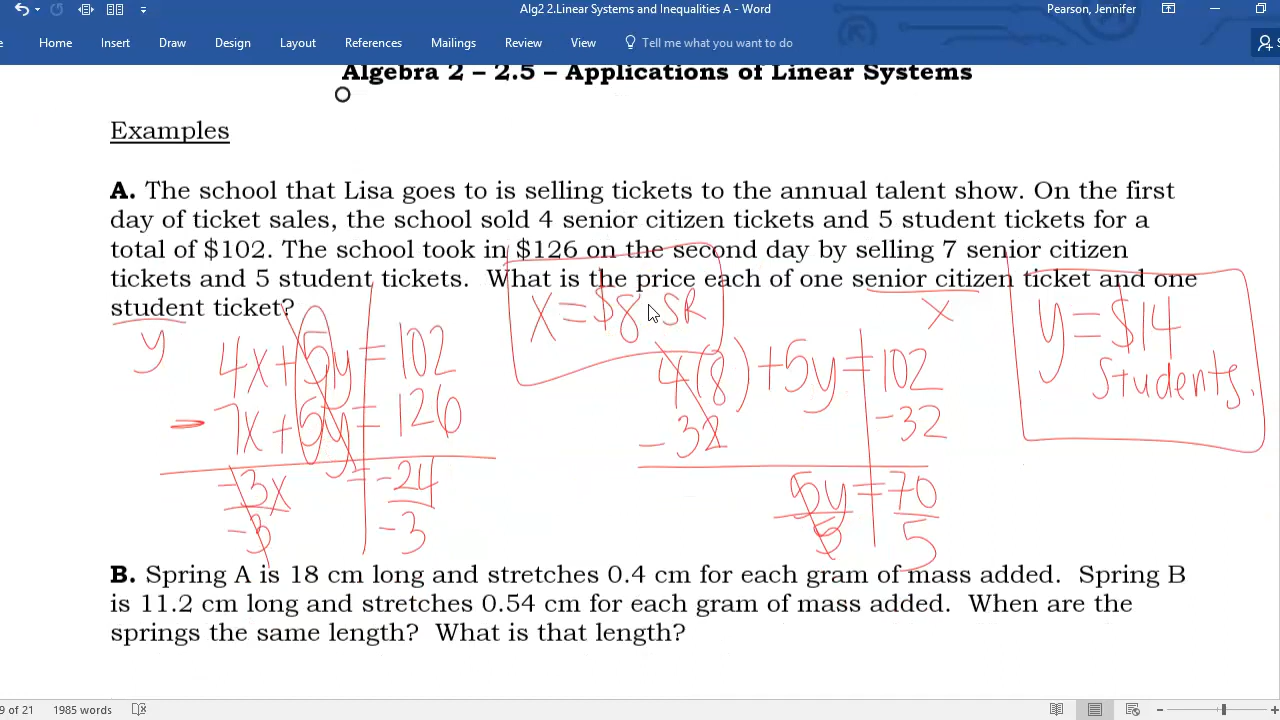 Alg2 2.Linear Systems and Inequalities A - Word
Pearson, Jennifer
Home Insert Draw Design Layout References Mailings Review View Tell me what you want to do
Algebra 2 – 2.5 – Applications of Linear Systems
Examples
A. The school that Lisa goes to is selling tickets to the annual talent show. On the first
day of ticket sales, the school sold 4 senior citizen tickets and 5 student tickets for a
total of $102. The school took in $126 on the second day by selling 7 senior citizen
tickets and 5 student tickets. What is the price each of one senior citizen ticket and one
student ticket?
x = $8 SR
x
y = $14
students.
y
4x + 5y = 102
- 7x + 5y = 126
-3x = -24
-3 -3
4(8) + 5y = 102
- 32 - 32
5y = 70
5 5
B. Spring A is 18 cm long and stretches 0.4 cm for each gram of mass added. Spring B
is 11.2 cm long and stretches 0.54 cm for each gram of mass added. When are the
springs the same length? What is that length?
9 of 21 1985 words